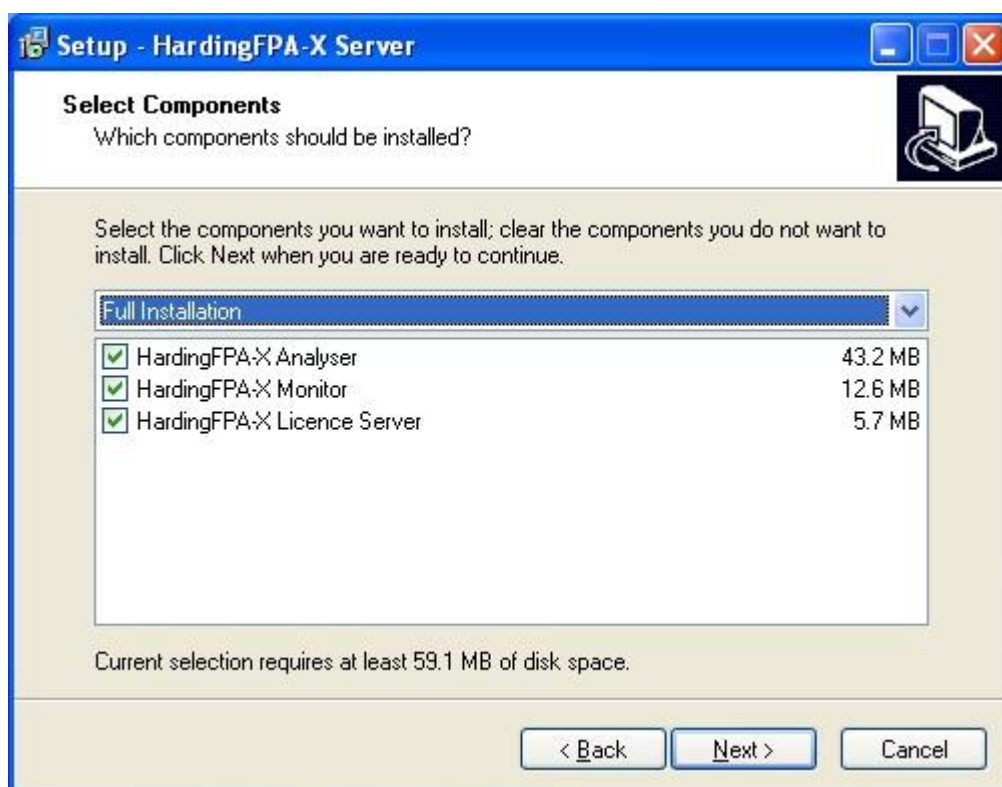 Setup - HardingFPA-X Server
Select Components
Which components should be installed?
Select the components you want to install; clear the components you do not want to
install. Click Next when you are ready to continue.
Full Installation
HardingFPA-X Analyser 43.2 MB
HardingFPA-X Monitor 12.6 MB
HardingFPA-X Licence Server 5.7 MB
Current selection requires at least 59.1 MB of disk space.
< Back Next > Cancel